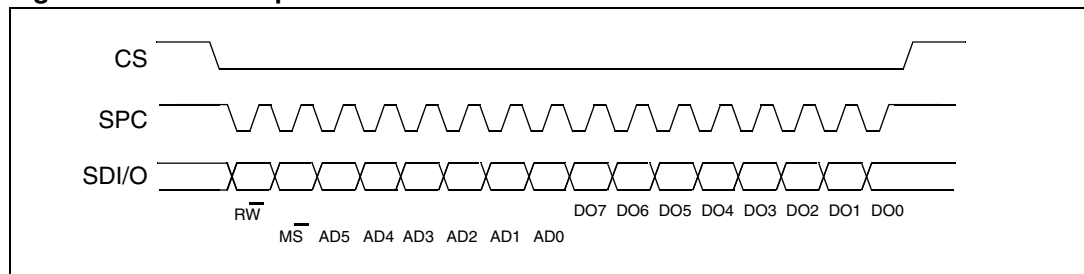 CS
SPC
SDI/O
RW̅ DO7 DO6 DO5 DO4 DO3 DO2 DO1 DO0
MS̅ AD5 AD4 AD3 AD2 AD1 AD0